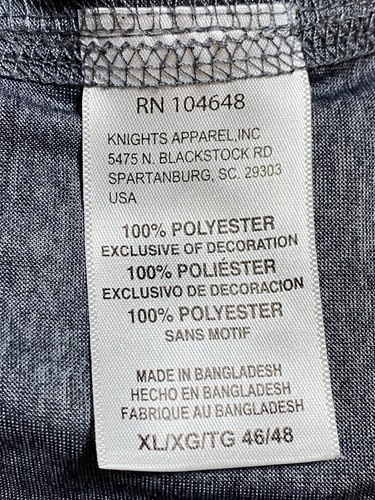 RN 104648
KNIGHTS APPAREL,INC
5475 N. BLACKSTOCK RD
SPARTANBURG, SC. 29303
USA
100% POLYESTER
EXCLUSIVE OF DECORATION
100% POLIÉSTER
EXCLUSIVO DE DECORACION
100% POLYESTER
SANS MOTIF
MADE IN BANGLADESH
HECHO EN BANGLADESH
FABRIQUE AU BANGLADESH
XL/XG/TG 46/48